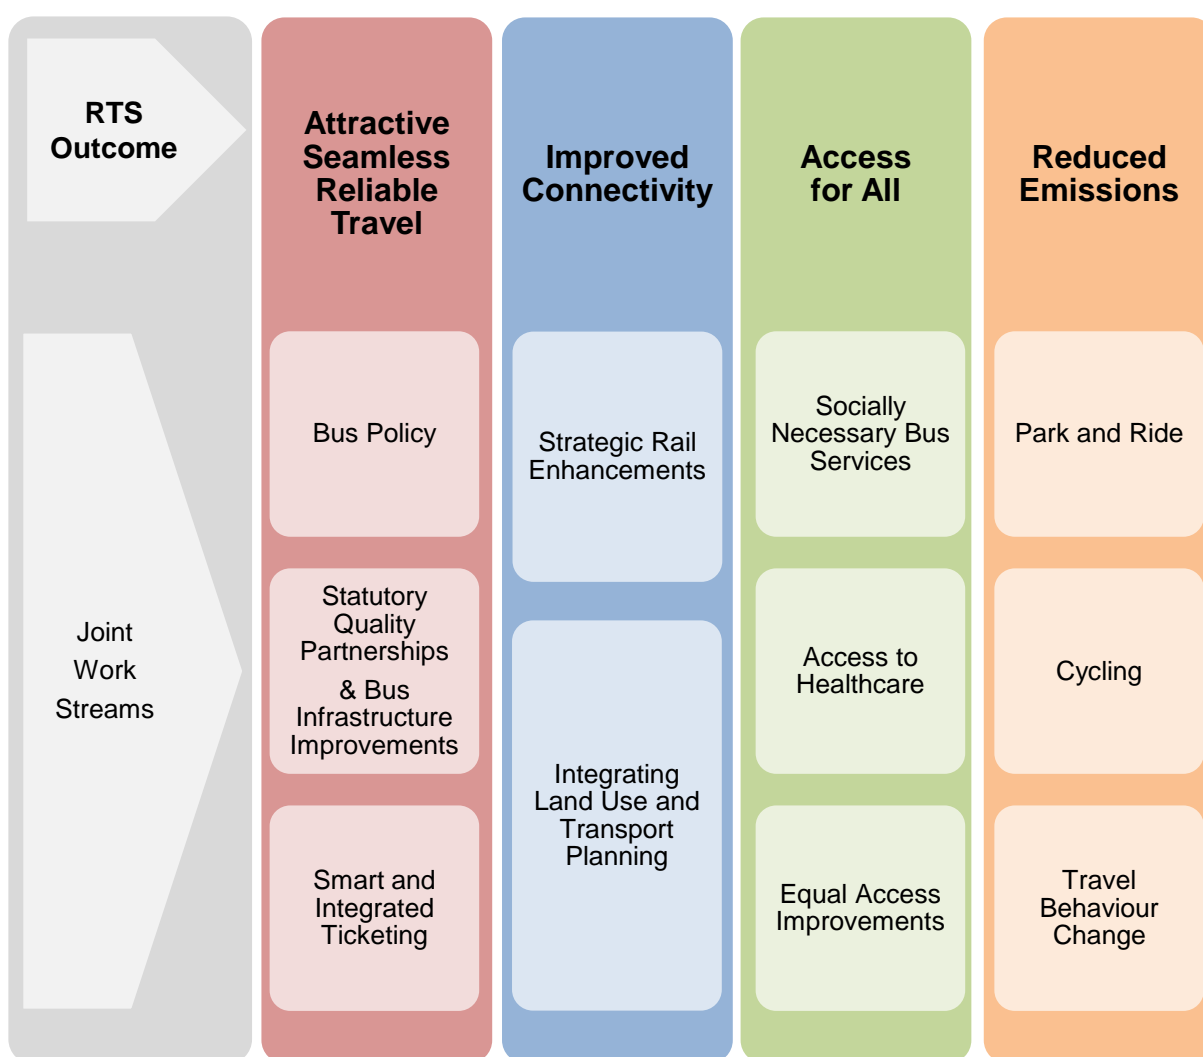 RTS
Outcome
Attractive
Seamless
Reliable
Travel
Improved
Connectivity
Access
for All
Reduced
Emissions
Joint
Work
Streams
Bus Policy
Statutory
Quality
Partnerships
& Bus
Infrastructure
Improvements
Smart and
Integrated
Ticketing
Strategic Rail
Enhancements
Integrating
Land Use and
Transport
Planning
Socially
Necessary Bus
Services
Access to
Healthcare
Equal Access
Improvements
Park and Ride
Cycling
Travel
Behaviour
Change